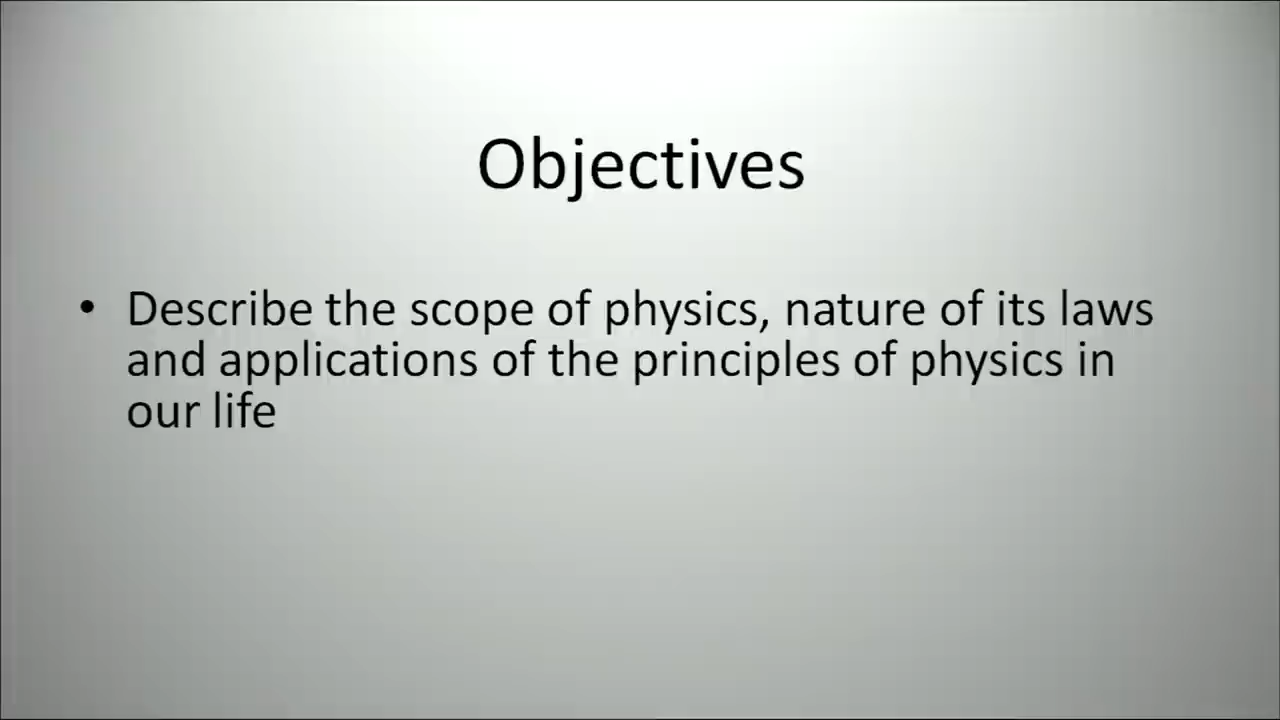 Objectives
• Describe the scope of physics, nature of its laws
and applications of the principles of physics in
our life